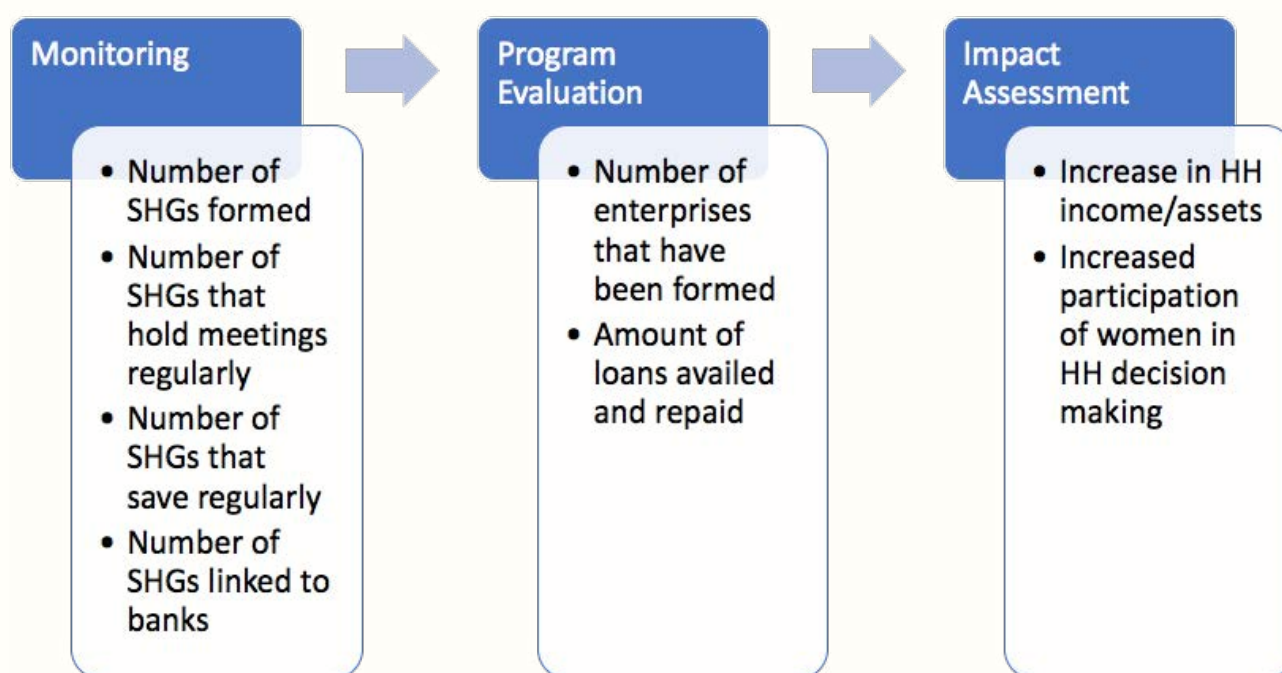 Monitoring
• Number of
SHGs formed
• Number of
SHGs that
hold meetings
regularly
• Number of
SHGs that
save regularly
• Number of
SHGs linked to
banks
Program
Evaluation
• Number of
enterprises
that have
been formed
• Amount of
loans availed
and repaid
Impact
Assessment
• Increase in HH
income/assets
• Increased
participation
of women in
HH decision
making